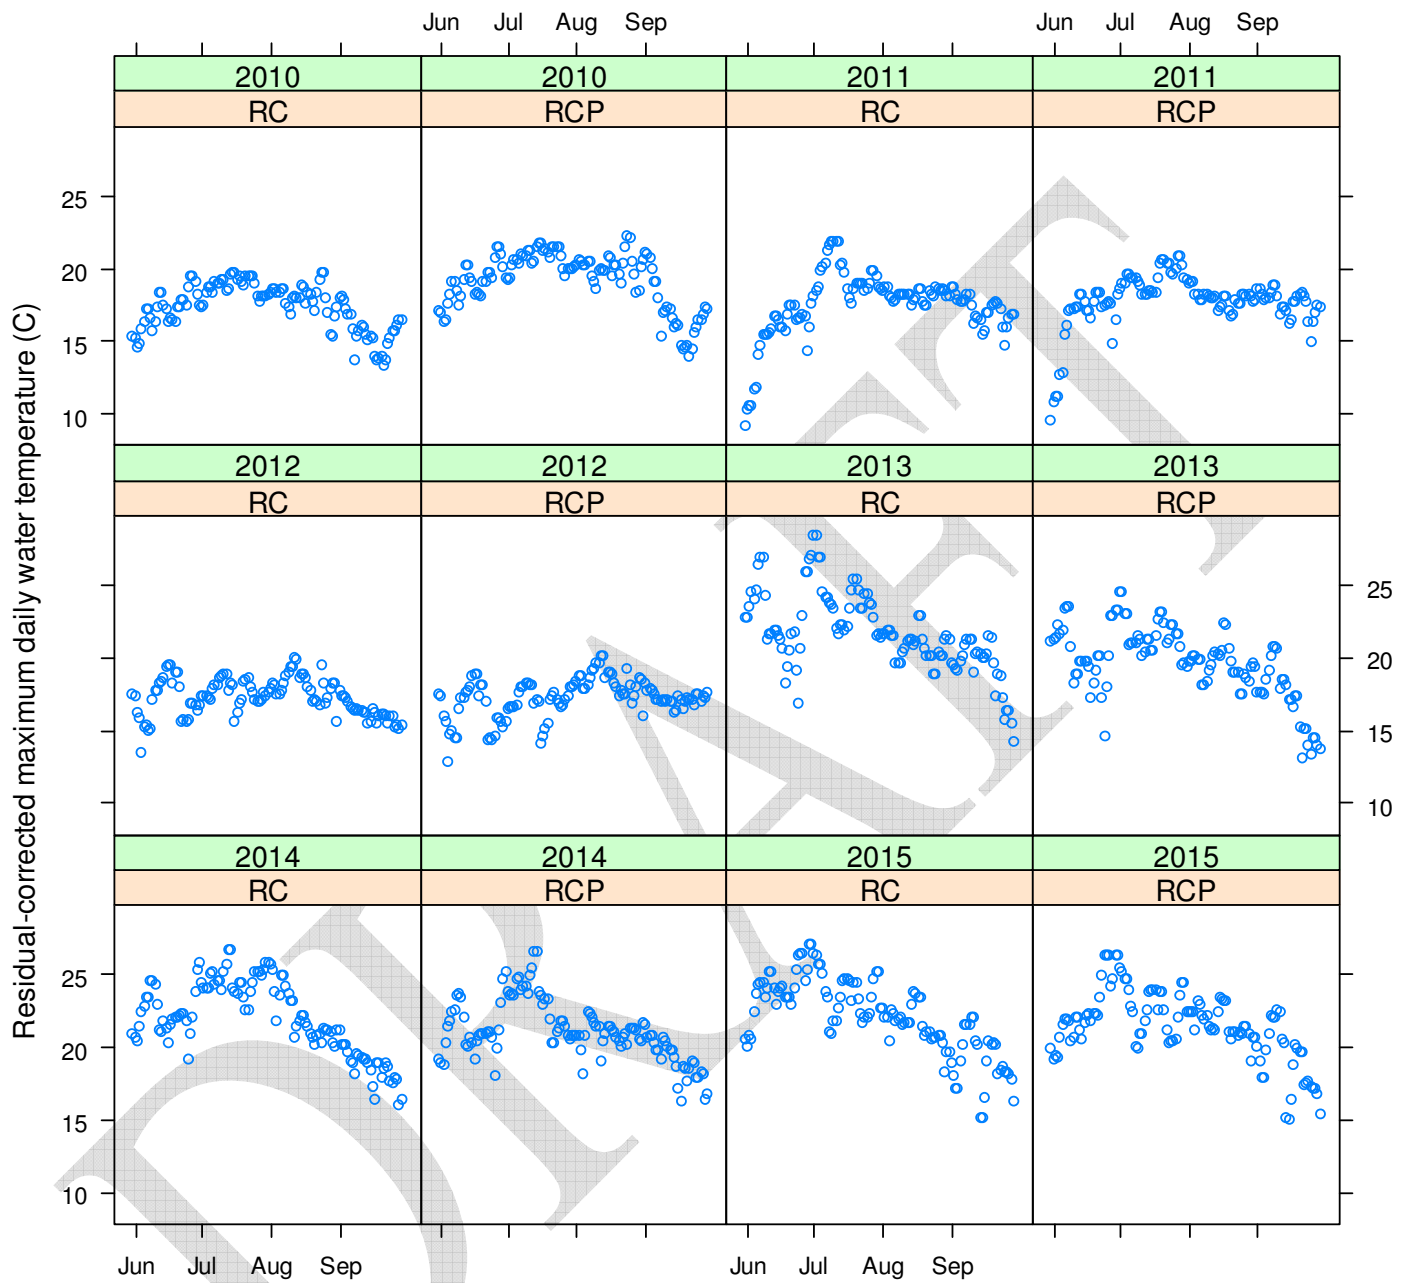 Jun Jul Aug Sep Jun Jul Aug Sep
2010 2010 2011 2011
RC RCP RC RCP
25
20
15
10
2012 2012 2013 2013
RC RCP RC RCP
25
20
15
10
2014 2014 2015 2015
RC RCP RC RCP
25
20
15
10
Jun Jul Aug Sep Jun Jul Aug Sep
Residual-corrected maximum daily water temperature (C)
DRAFT